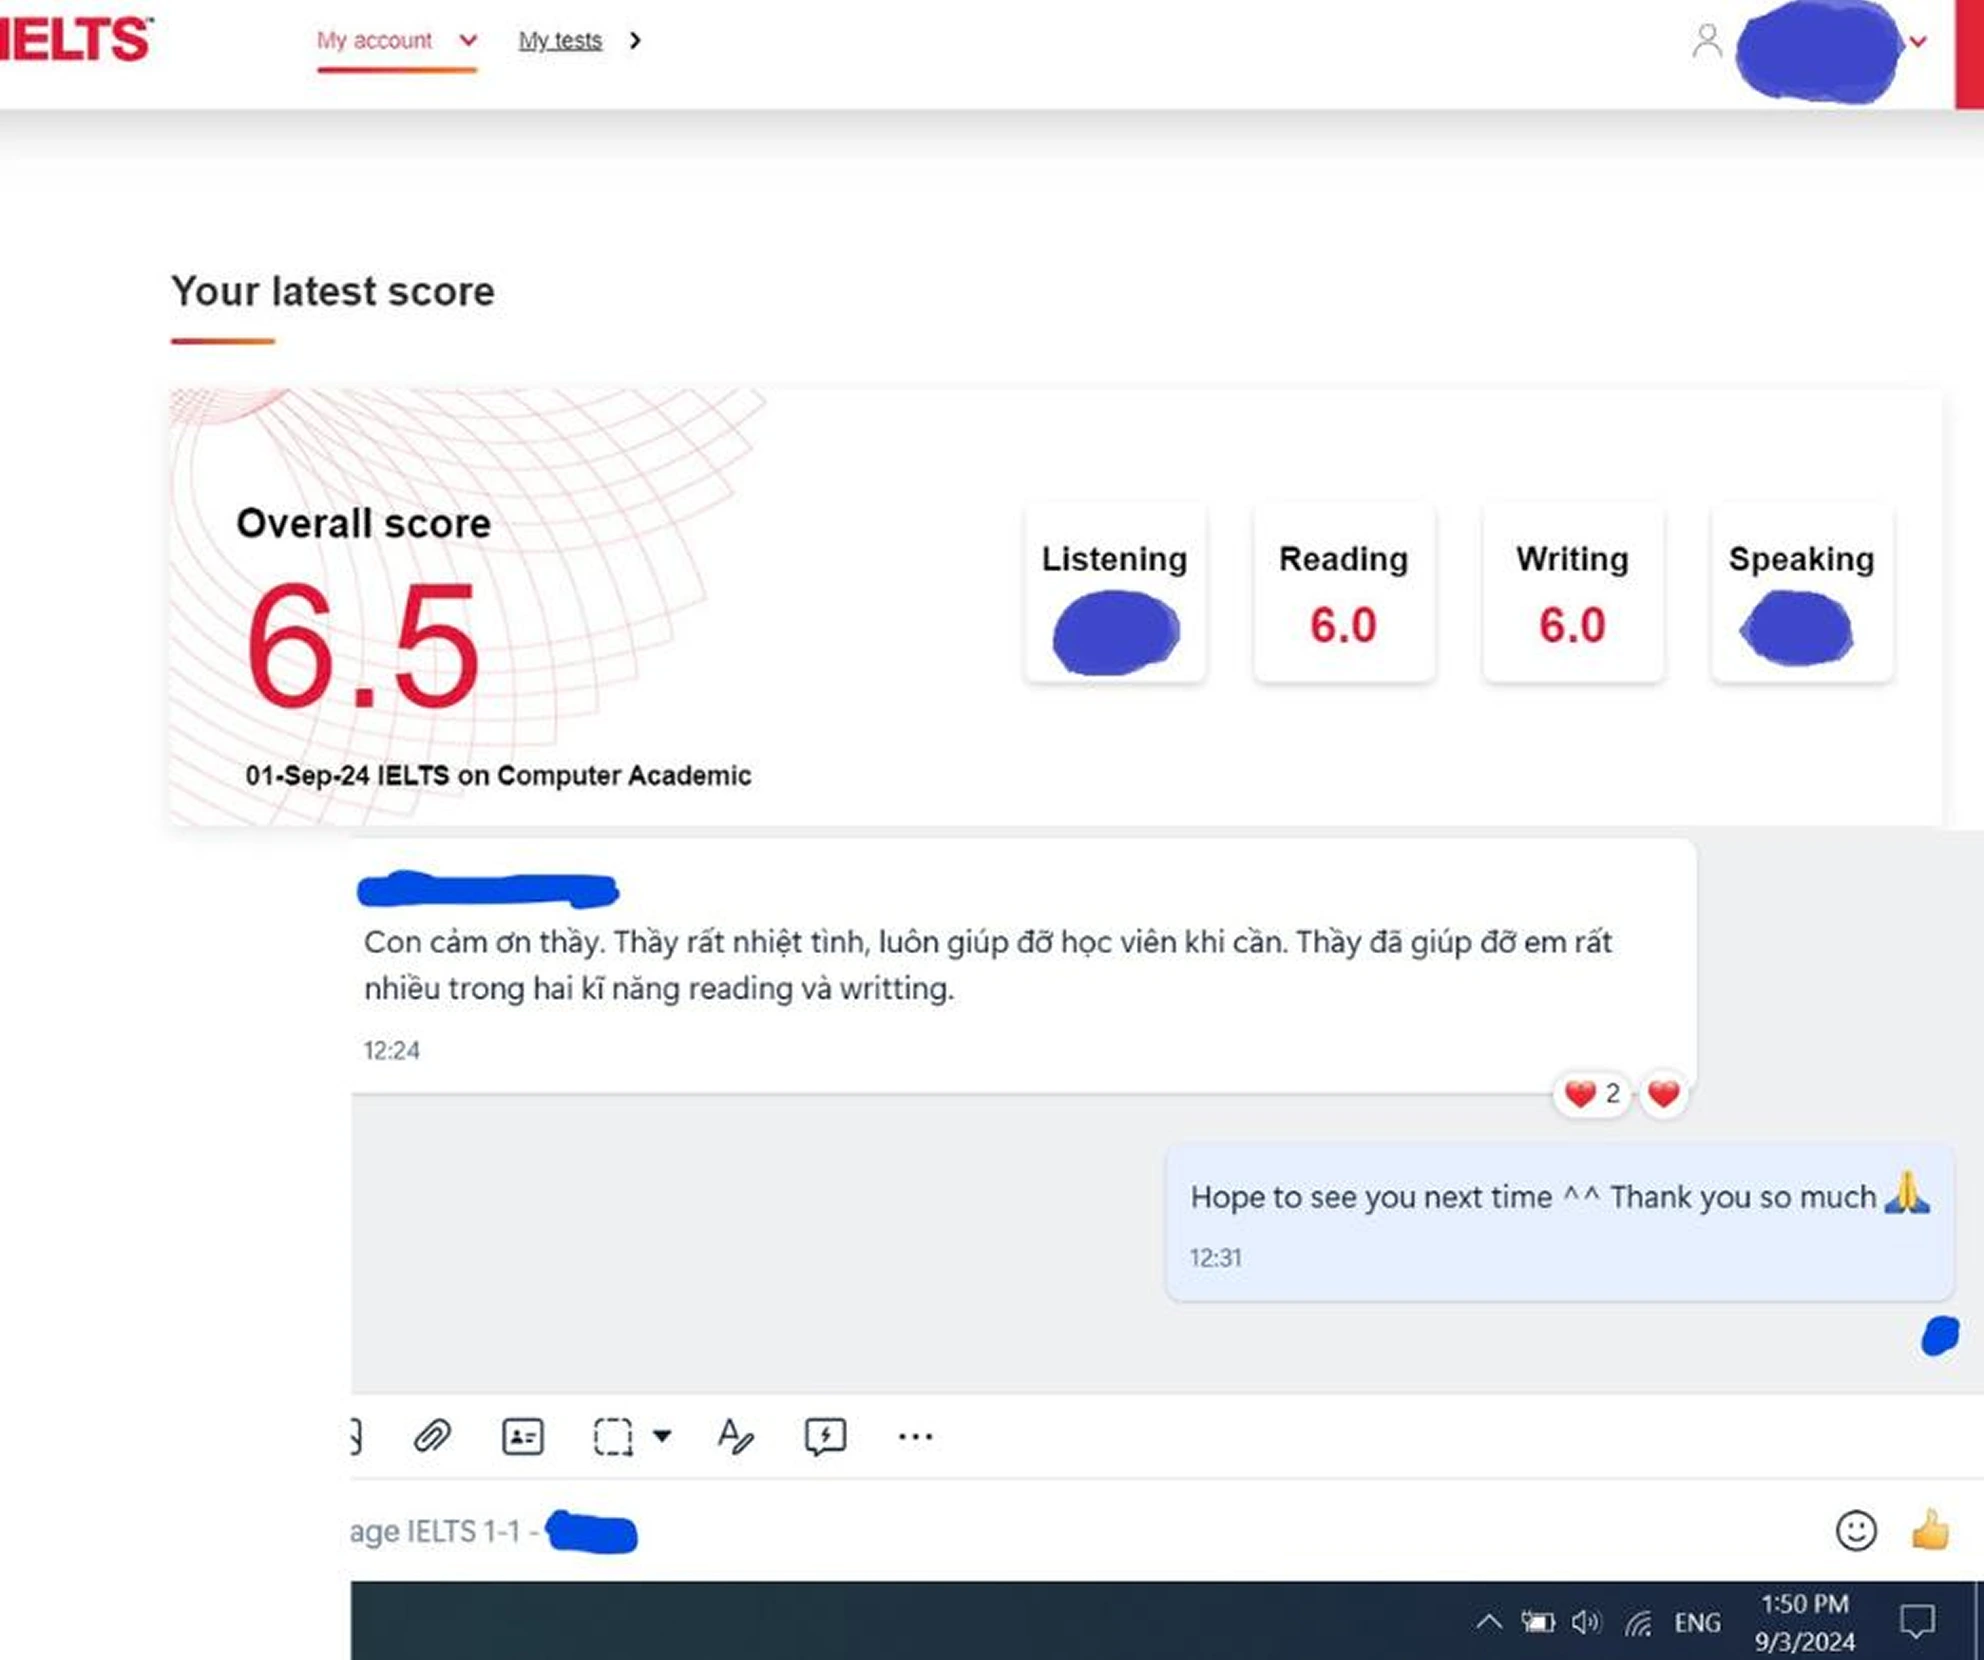 IELTS™
My account
My tests
Your latest score
Overall score
6.5
01-Sep-24 IELTS on Computer Academic
Listening
Reading
6.0
Writing
6.0
Speaking
Con cảm ơn thầy. Thầy rất nhiệt tình, luôn giúp đỡ học viên khi cần. Thầy đã giúp đỡ em rất
nhiều trong hai kĩ năng reading và writting.
12:24
2
Hope to see you next time ^^ Thank you so much
12:31
age IELTS 1-1 -
ENG
1:50 PM
9/3/2024